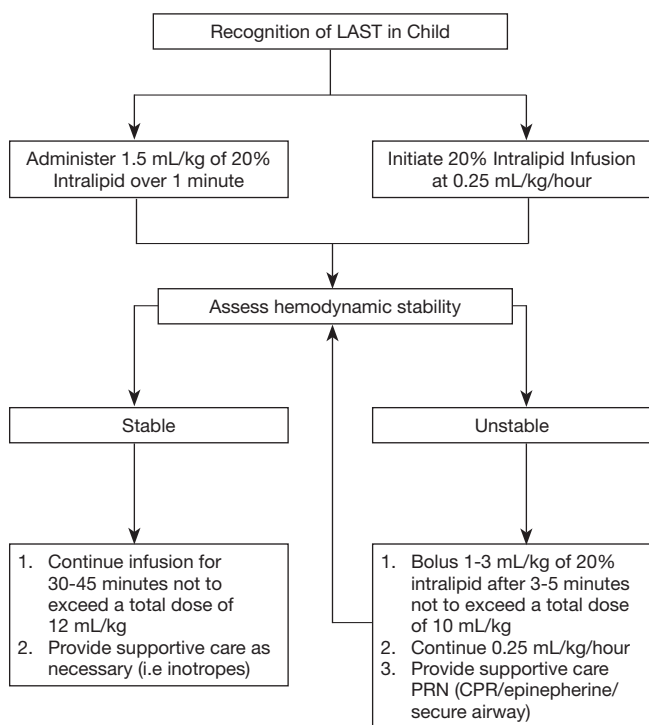 Recognition of LAST in Child
Administer 1.5 mL/kg of 20%
Intralipid over 1 minute
Initiate 20% Intralipid Infusion
at 0.25 mL/kg/hour
Assess hemodynamic stability
Stable
Unstable
1. Continue infusion for
30-45 minutes not to
exceed a total dose of
12 mL/kg
2. Provide supportive care as
necessary (i.e inotropes)
1. Bolus 1-3 mL/kg of 20%
intralipid after 3-5 minutes
not to exceed a total dose
of 10 mL/kg
2. Continue 0.25 mL/kg/hour
3. Provide supportive care
PRN (CPR/epinepherine/
secure airway)